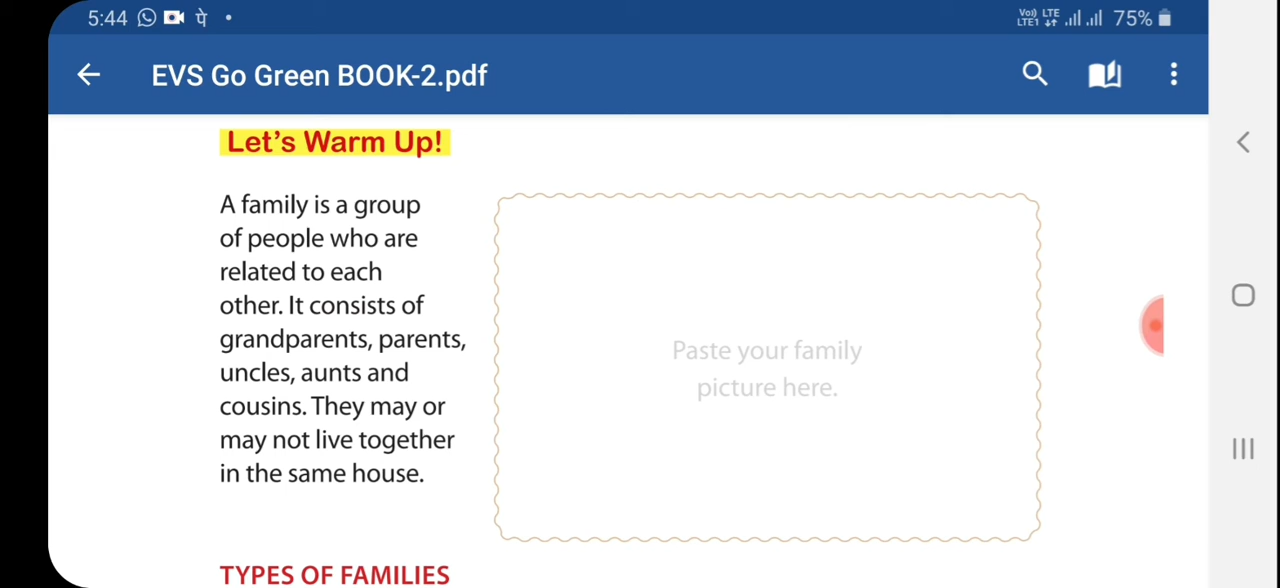 5:44 पे 75%
Vo) LTE
LTE1
EVS Go Green BOOK-2.pdf
Let's Warm Up!
A family is a group
of people who are
related to each
other. It consists of
grandparents, parents,
uncles, aunts and
cousins. They may or
may not live together
in the same house.
Paste your family
picture here.
TYPES OF FAMILIES